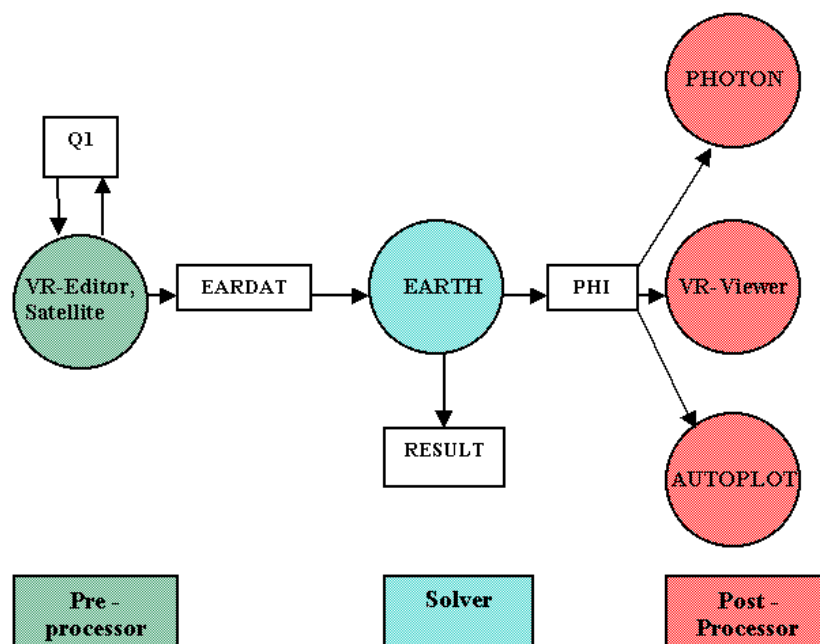 PHOTON
Q1
VR-Editor,
Satellite
EARDAT
EARTH
PHI
VR-Viewer
RESULT
AUTOPLOT
Pre -
processor
Solver
Post -
Processor